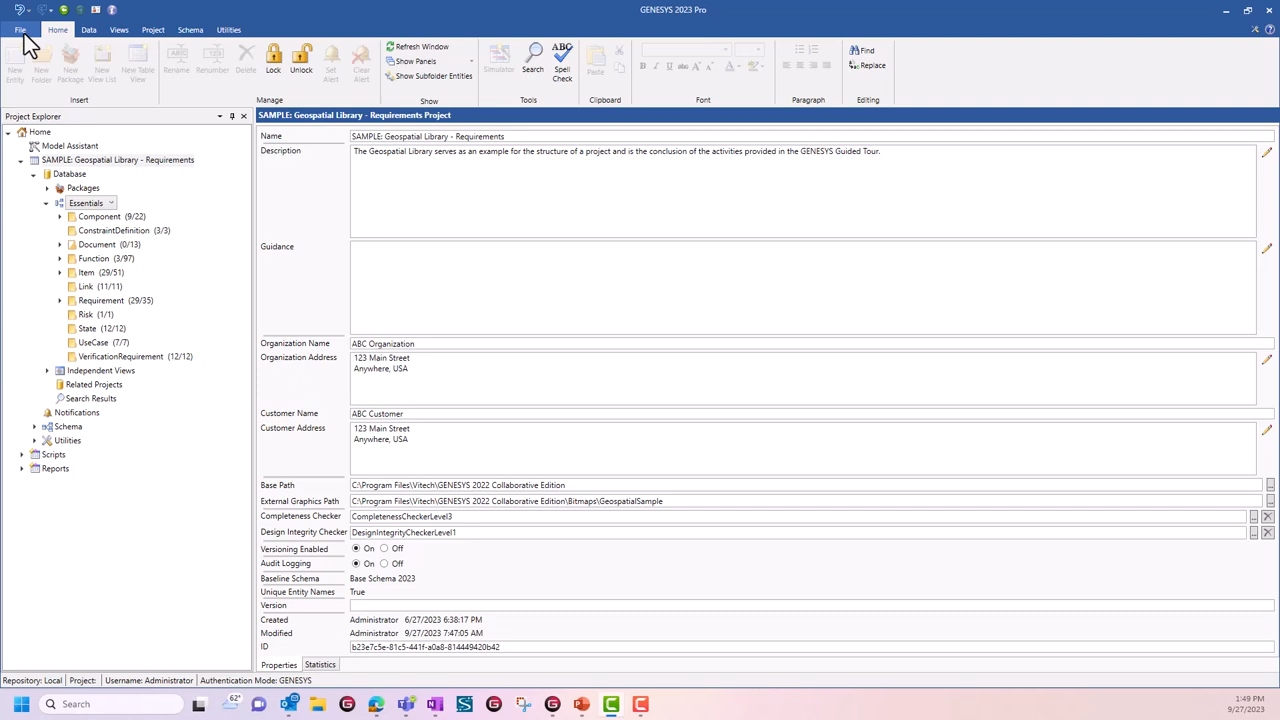 GENESYS 2023 Pro
File Home Data Views Project Schema Utilities
New Entity
New Folder
New Package
New View List
New Table View
Rename
Renumber
Delete
Lock
Unlock
Set Alert
Clear Alert
Refresh Window
Show Panels
Show Subfolder Entities
Simulator
Search
Spell Check
Paste
Find
Replace
Insert Manage Show Tools Clipboard Font Paragraph Editing
Project Explorer
Home
Model Assistant
SAMPLE: Geospatial Library - Requirements
Database
Packages
Essentials
Component (9/22)
ConstraintDefinition (3/3)
Document (0/13)
Function (3/97)
Item (29/51)
Link (11/11)
Requirement (29/35)
Risk (1/1)
State (12/12)
UseCase (7/7)
VerificationRequirement (12/12)
Independent Views
Related Projects
Search Results
Notifications
Schema
Utilities
Scripts
Reports
SAMPLE: Geospatial Library - Requirements Project
Name SAMPLE: Geospatial Library - Requirements
Description The Geospatial Library serves as an example for the structure of a project and is the conclusion of the activities provided in the GENESYS Guided Tour.
Guidance
Organization Name ABC Organization
Organization Address 123 Main Street
Anywhere, USA
Customer Name ABC Customer
Customer Address 123 Main Street
Anywhere, USA
Base Path C:\Program Files\Vitech\GENESYS 2022 Collaborative Edition
External Graphics Path C:\Program Files\Vitech\GENESYS 2022 Collaborative Edition\Bitmaps\GeospatialSample
Completeness Checker CompletenessCheckerLevel3
Design Integrity Checker DesignIntegrityCheckerLevel1
Versioning Enabled On Off
Audit Logging On Off
Baseline Schema Base Schema 2023
Unique Entity Names True
Version
Created Administrator 6/27/2023 6:38:17 PM
Modified Administrator 9/27/2023 7:47:05 AM
ID b23e7c5e-81c5-441f-a0a8-814449420b42
Properties Statistics
Repository: Local Project: Username: Administrator Authentication Mode: GENESYS
Search
62°
1:49 PM
9/27/2023